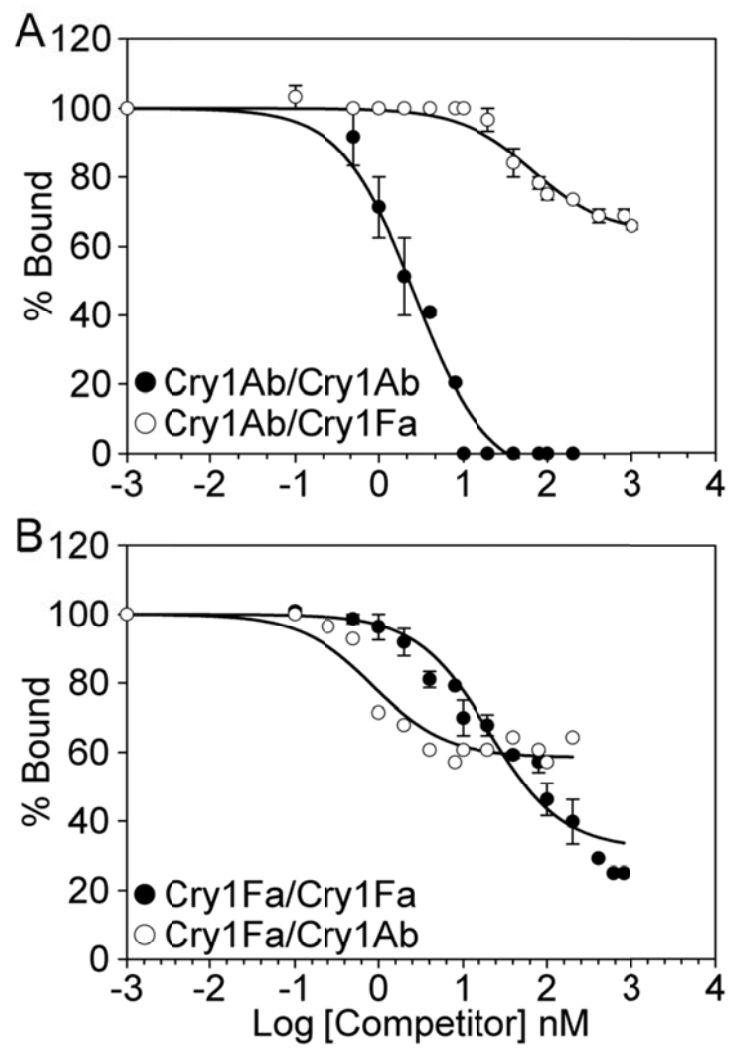 A
120
100
80
60
40
20
0
% Bound
Cry1Ab/Cry1Ab
Cry1Ab/Cry1Fa
-3 -2 -1 0 1 2 3 4
B
120
100
80
60
40
20
0
% Bound
Cry1Fa/Cry1Fa
Cry1Fa/Cry1Ab
-3 -2 -1 0 1 2 3 4
Log [Competitor] nM